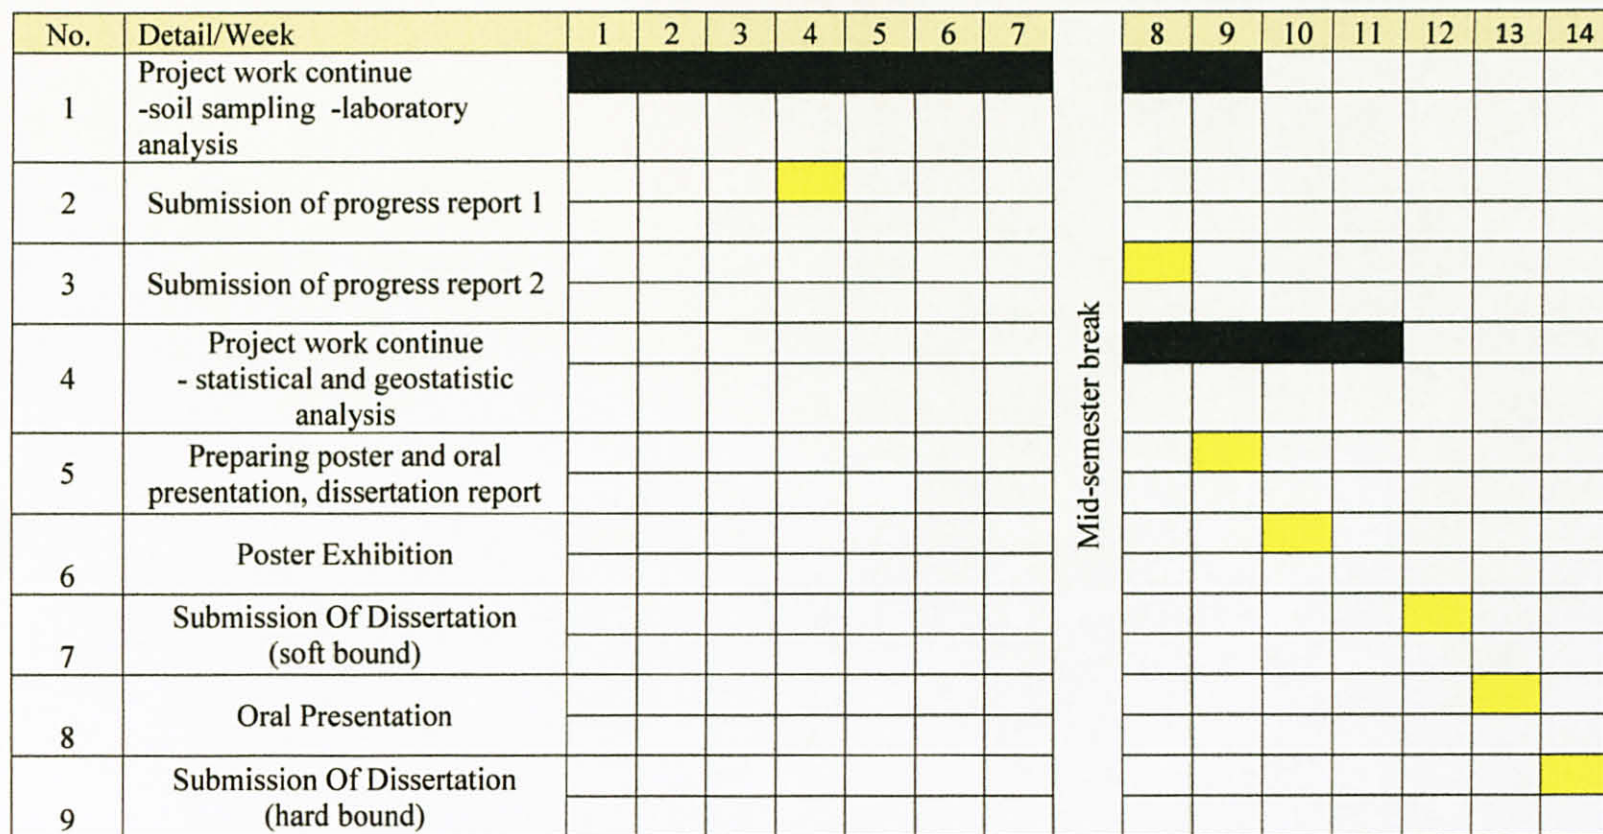 No. Detail/Week 1 2 3 4 5 6 7 8 9 10 11 12 13 14
1
Project work continue
-soil sampling -laboratory
analysis
2
Submission of progress report 1
3
Submission of progress report 2
4
Project work continue
- statistical and geostatistic
analysis
5
Preparing poster and oral
presentation, dissertation report
6
Poster Exhibition
7
Submission Of Dissertation
(soft bound)
8
Oral Presentation
9
Submission Of Dissertation
(hard bound)
Mid-semester break